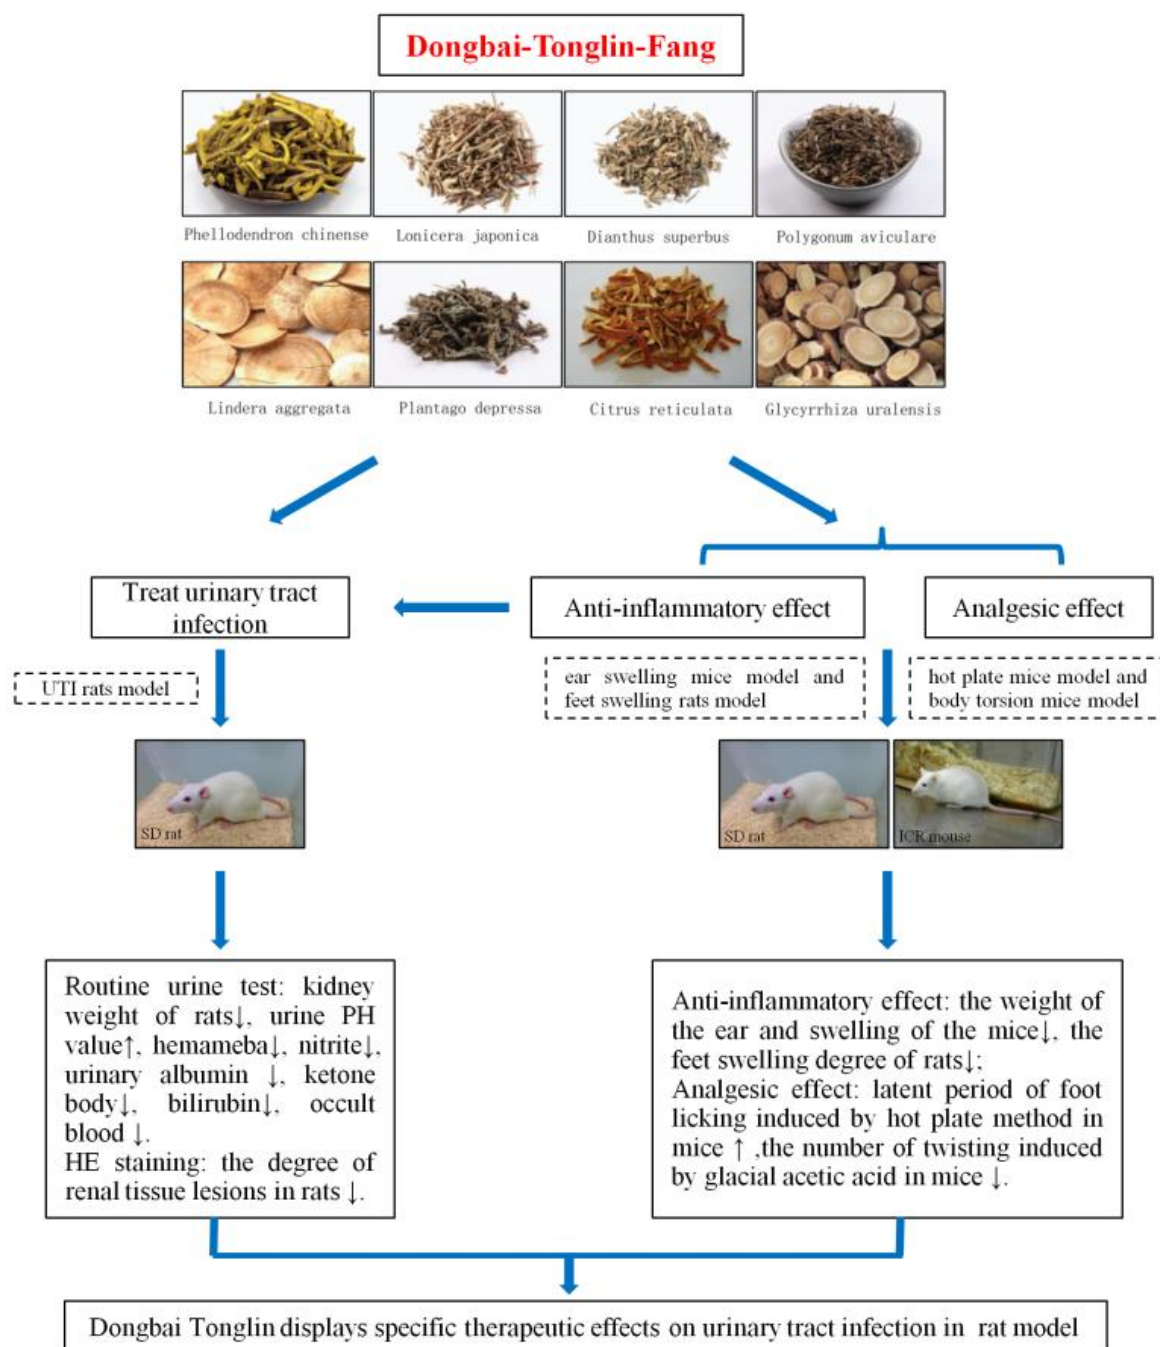 Dongbai-Tonglin-Fang
Phellodendron chinense
Lonicera japonica
Dianthus superbus
Polygonum aviculare
Lindera aggregata
Plantago depressa
Citrus reticulata
Glycyrrhiza uralensis
Treat urinary tract
infection
Anti-inflammatory effect
Analgesic effect
UTI rats model
ear swelling mice model and
feet swelling rats model
hot plate mice model and
body torsion mice model
SD rat
SD rat
ICR mouse
Routine urine test: kidney
weight of rats↓, urine PH
value↑, hemameba↓, nitrite↓,
urinary albumin ↓, ketone
body↓, bilirubin↓, occult
blood ↓.
HE staining: the degree of
renal tissue lesions in rats ↓.
Anti-inflammatory effect: the weight of
the ear and swelling of the mice↓, the
feet swelling degree of rats↓;
Analgesic effect: latent period of foot
licking induced by hot plate method in
mice ↑ ,the number of twisting induced
by glacial acetic acid in mice ↓.
Dongbai Tonglin displays specific therapeutic effects on urinary tract infection in rat model